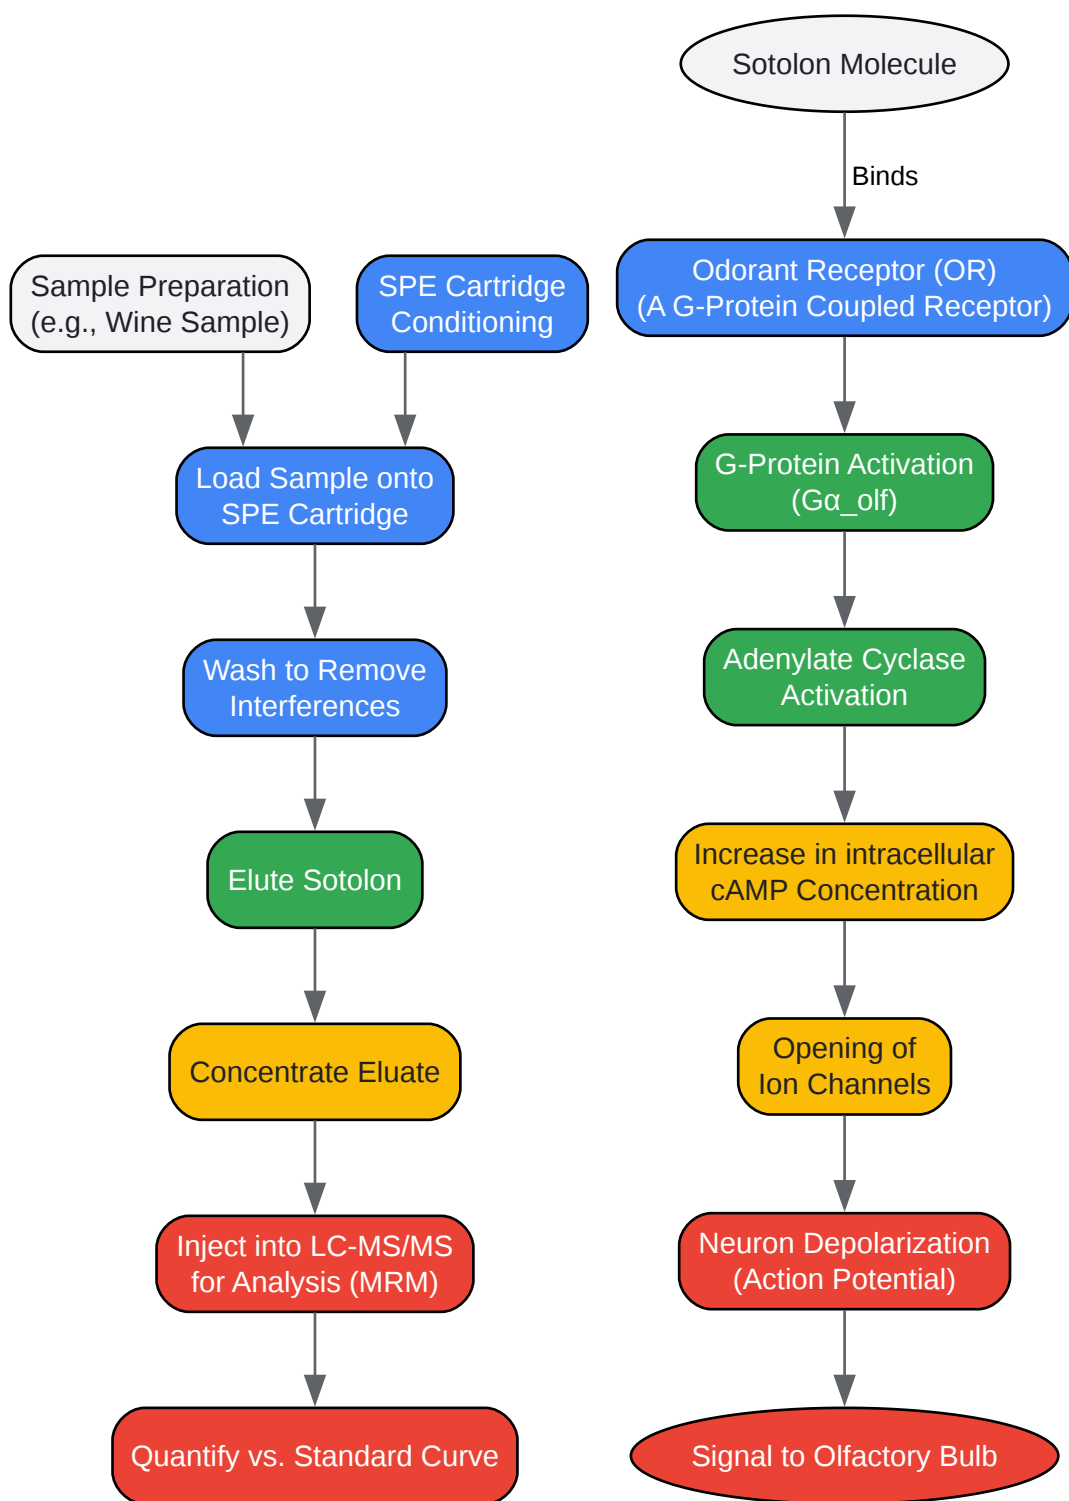 Sample Preparation
(e.g., Wine Sample)
SPE Cartridge
Conditioning
Load Sample onto
SPE Cartridge
Wash to Remove
Interferences
Elute Sotolon
Concentrate Eluate
Inject into LC-MS/MS
for Analysis (MRM)
Quantify vs. Standard Curve
Sotolon Molecule
Binds
Odorant Receptor (OR)
(A G-Protein Coupled Receptor)
G-Protein Activation
(Gα_olf)
Adenylate Cyclase
Activation
Increase in intracellular
cAMP Concentration
Opening of
Ion Channels
Neuron Depolarization
(Action Potential)
Signal to Olfactory Bulb